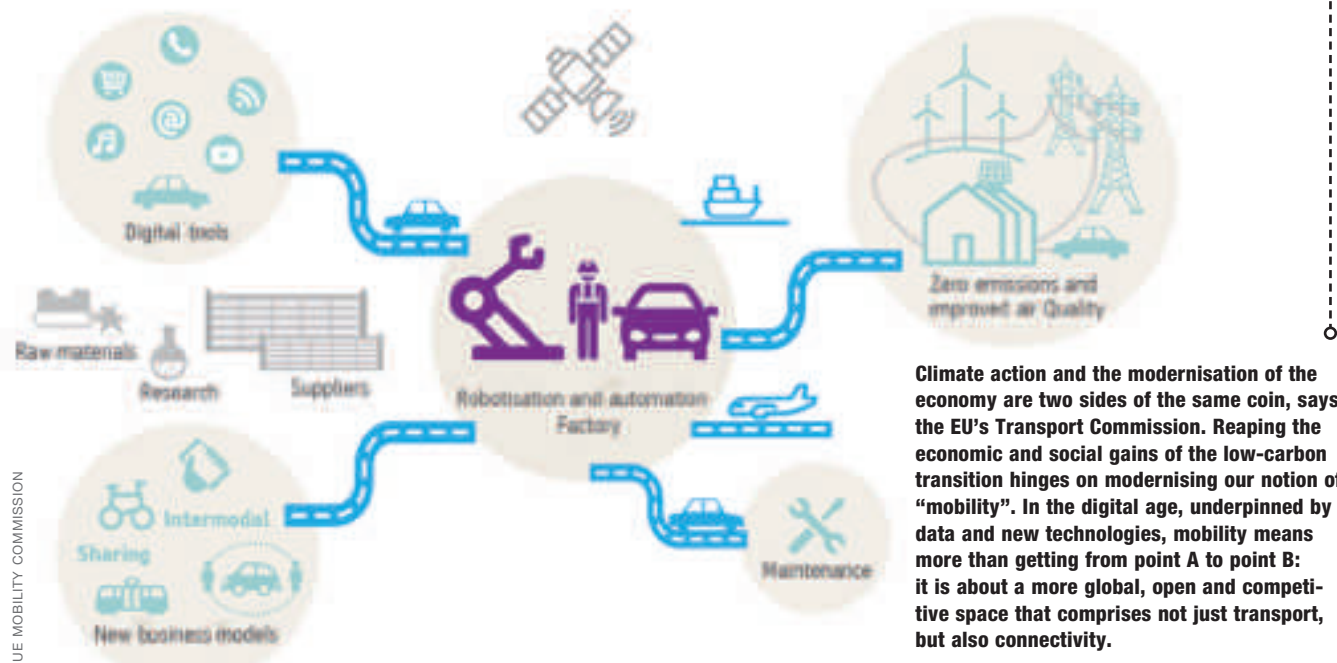 Digital tools
Raw materials
Research
Suppliers
Robotisation and automation
Factory
Zero emissions and
improved air Quality
Intermodal
Sharing
New business models
Maintenance
Climate action and the modernisation of the
economy are two sides of the same coin, says
the EU's Transport Commission. Reaping the
economic and social gains of the low-carbon
transition hinges on modernising our notion of
“mobility”. In the digital age, underpinned by
data and new technologies, mobility means
more than getting from point A to point B:
it is about a more global, open and competi-
tive space that comprises not just transport,
but also connectivity.
UE MOBILITY COMMISSION